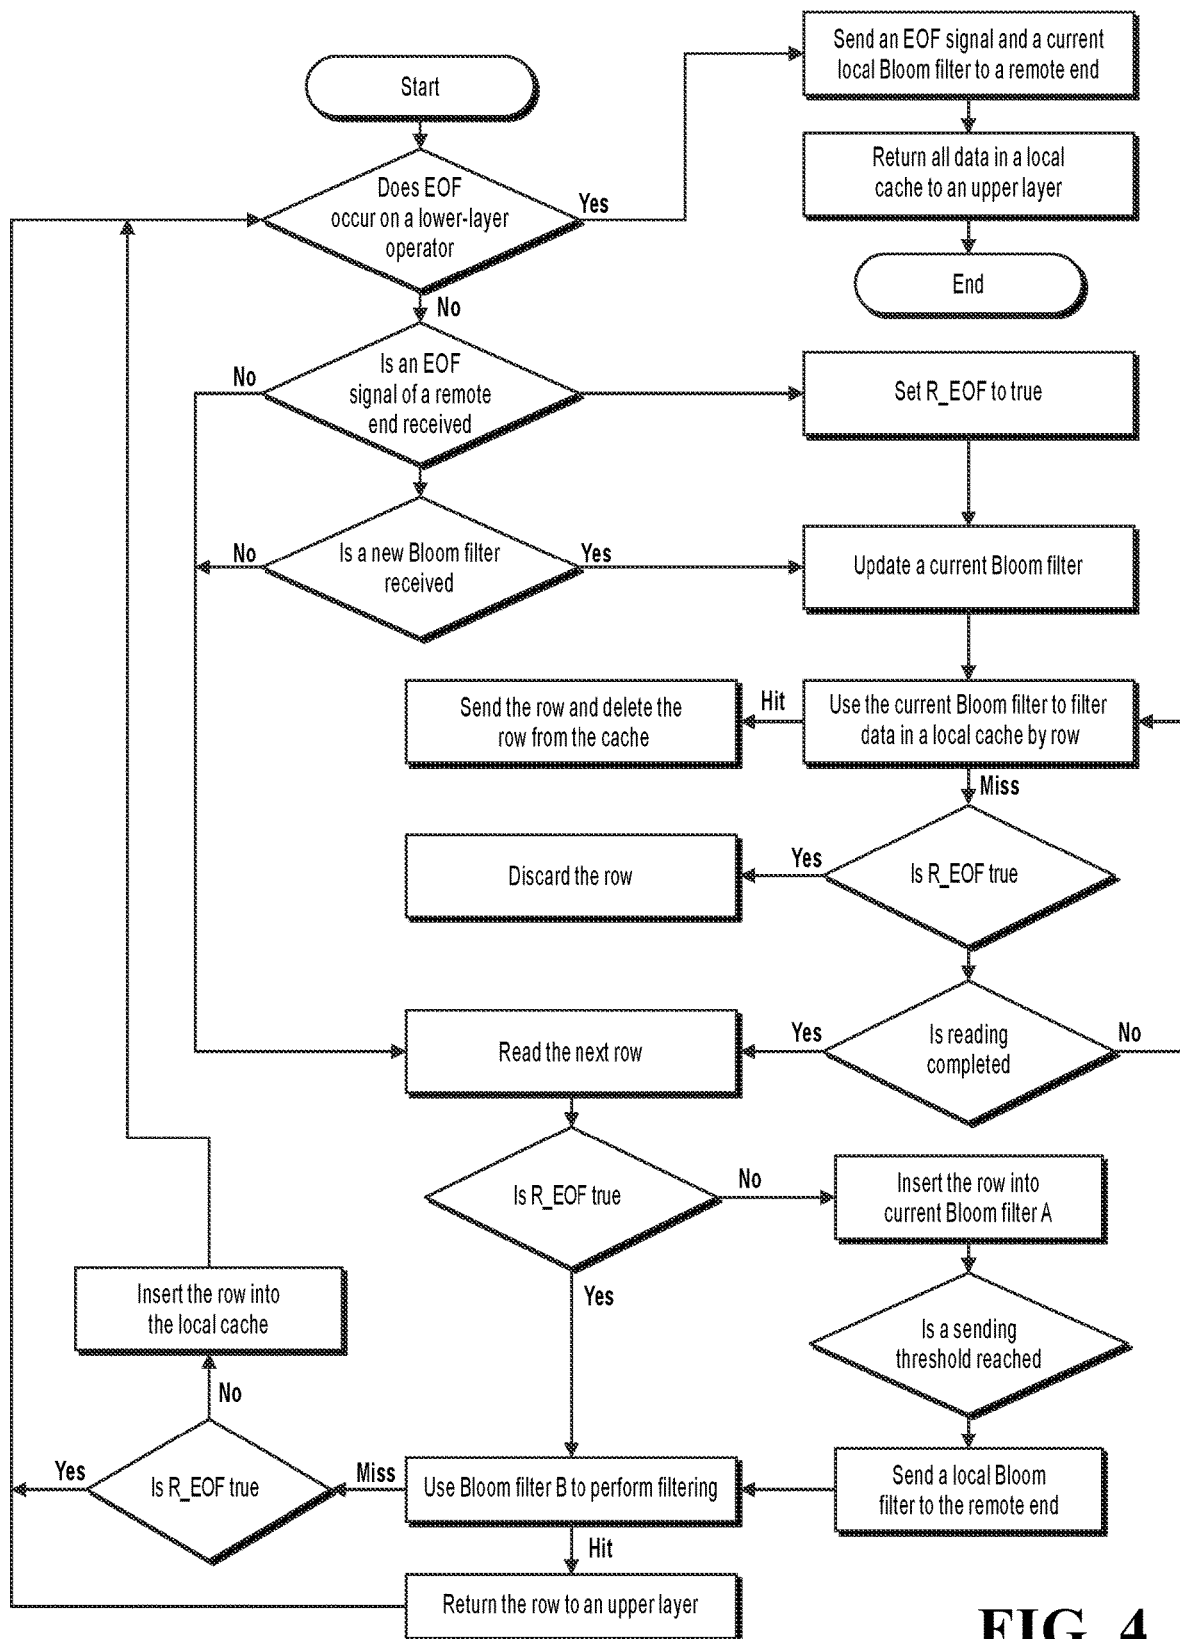 Send an EOF signal and a current
local Bloom filter to a remote end
Start
Return all data in a local
cache to an upper layer
Does EOF
occur on a lower-layer
operator
Yes
End
No
Is an EOF
signal of a remote
end received
No
Set R_EOF to true
Is a new Bloom filter
received
No
Yes
Update a current Bloom filter
Send the row and delete the
row from the cache
Hit
Use the current Bloom filter to filter
data in a local cache by row
Miss
Discard the row
Yes
Is R_EOF true
Read the next row
Yes
Is reading
completed
No
Is R_EOF true
No
Insert the row into
current Bloom filter A
Yes
Insert the row into
the local cache
Is a sending
threshold reached
No
Yes
Is R_EOF true
Miss
Use Bloom filter B to perform filtering
Send a local Bloom
filter to the remote end
Hit
Return the row to an upper layer
FIG. 4